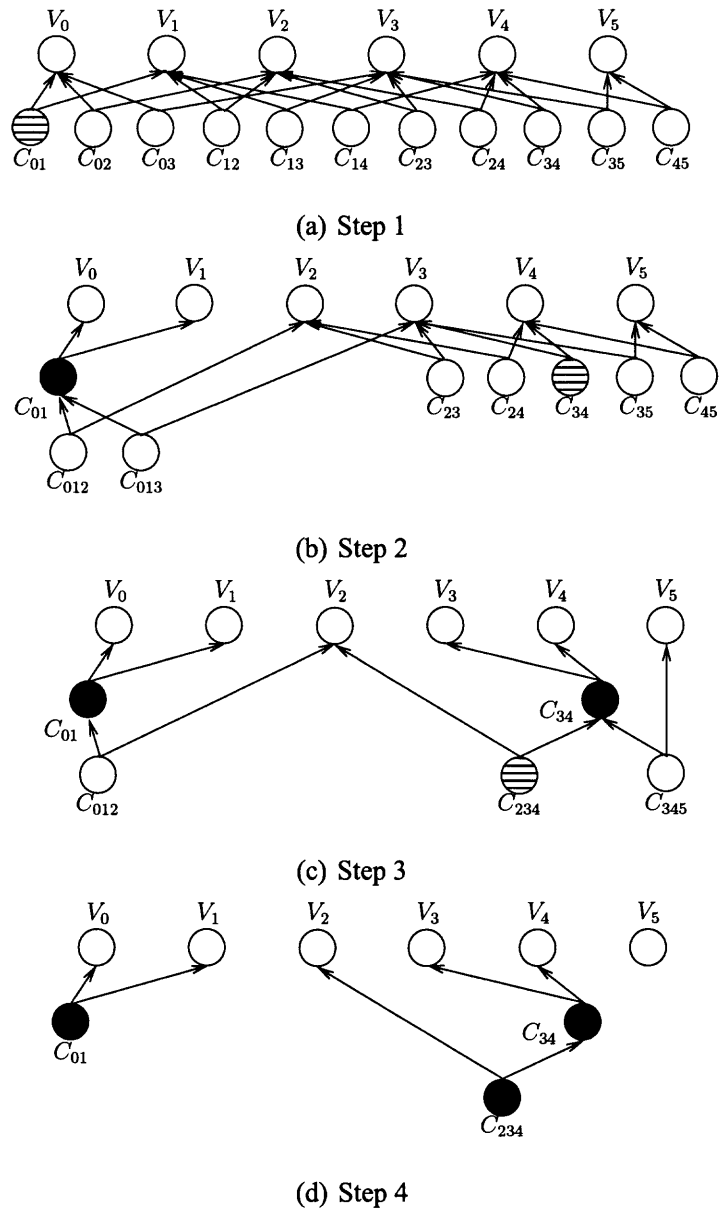 V₀ V₁ V₂ V₃ V₄ V₅
C₀₁ C₀₂ C₀₃ C₁₂ C₁₃ C₁₄ C₂₃ C₂₄ C₃₄ C₃₅ C₄₅
(a) Step 1
V₀ V₁ V₂ V₃ V₄ V₅
C₀₁ C₂₃ C₂₄ C₃₄ C₃₅ C₄₅
C₀₁₂ C₀₁₃
(b) Step 2
V₀ V₁ V₂ V₃ V₄ V₅
C₀₁ C₃₄
C₀₁₂ C₂₃₄ C₃₄₅
(c) Step 3
V₀ V₁ V₂ V₃ V₄ V₅
C₀₁ C₃₄
C₂₃₄
(d) Step 4